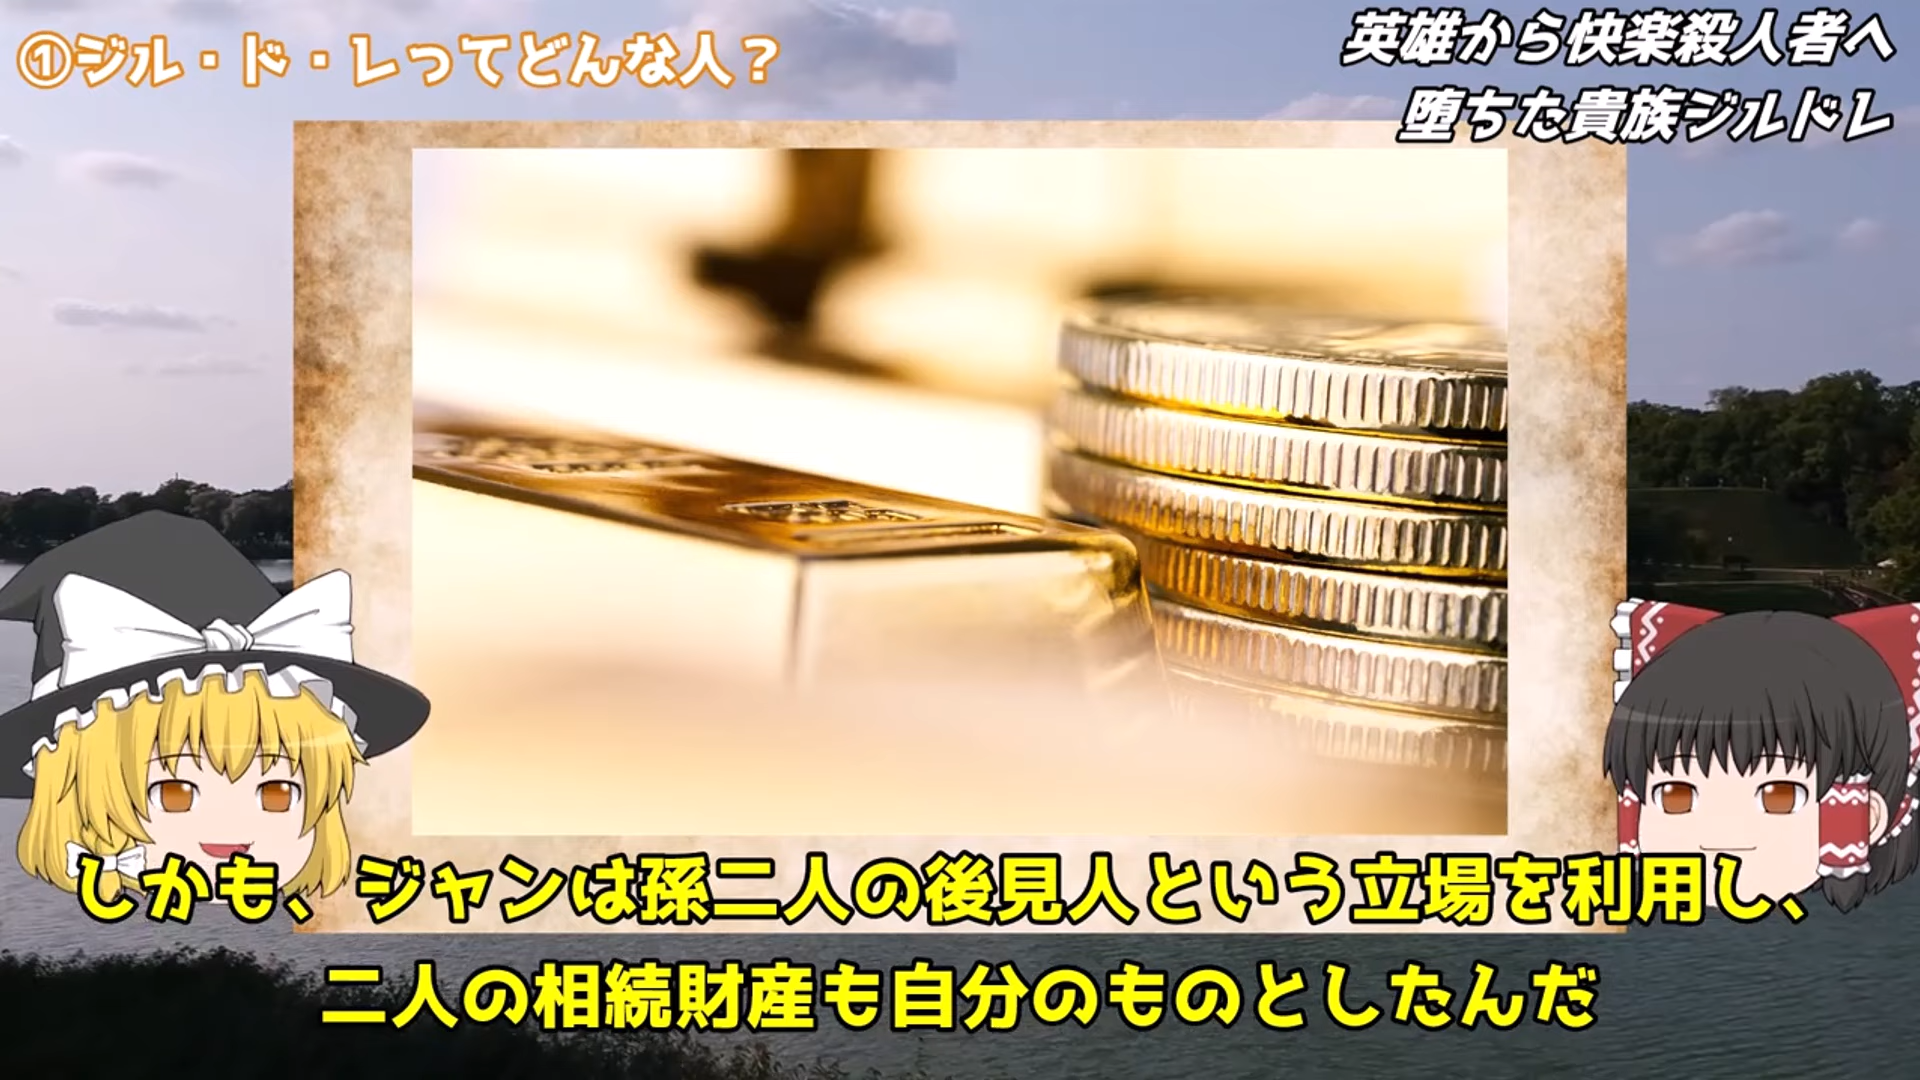 ①ジル・ド・レってどんな人？
英雄から快楽殺人者へ
堕ちた貴族ジルドレ
しかも、ジャンは孫二人の後見人という立場を利用し、
二人の相続財産も自分のものとしたんだ